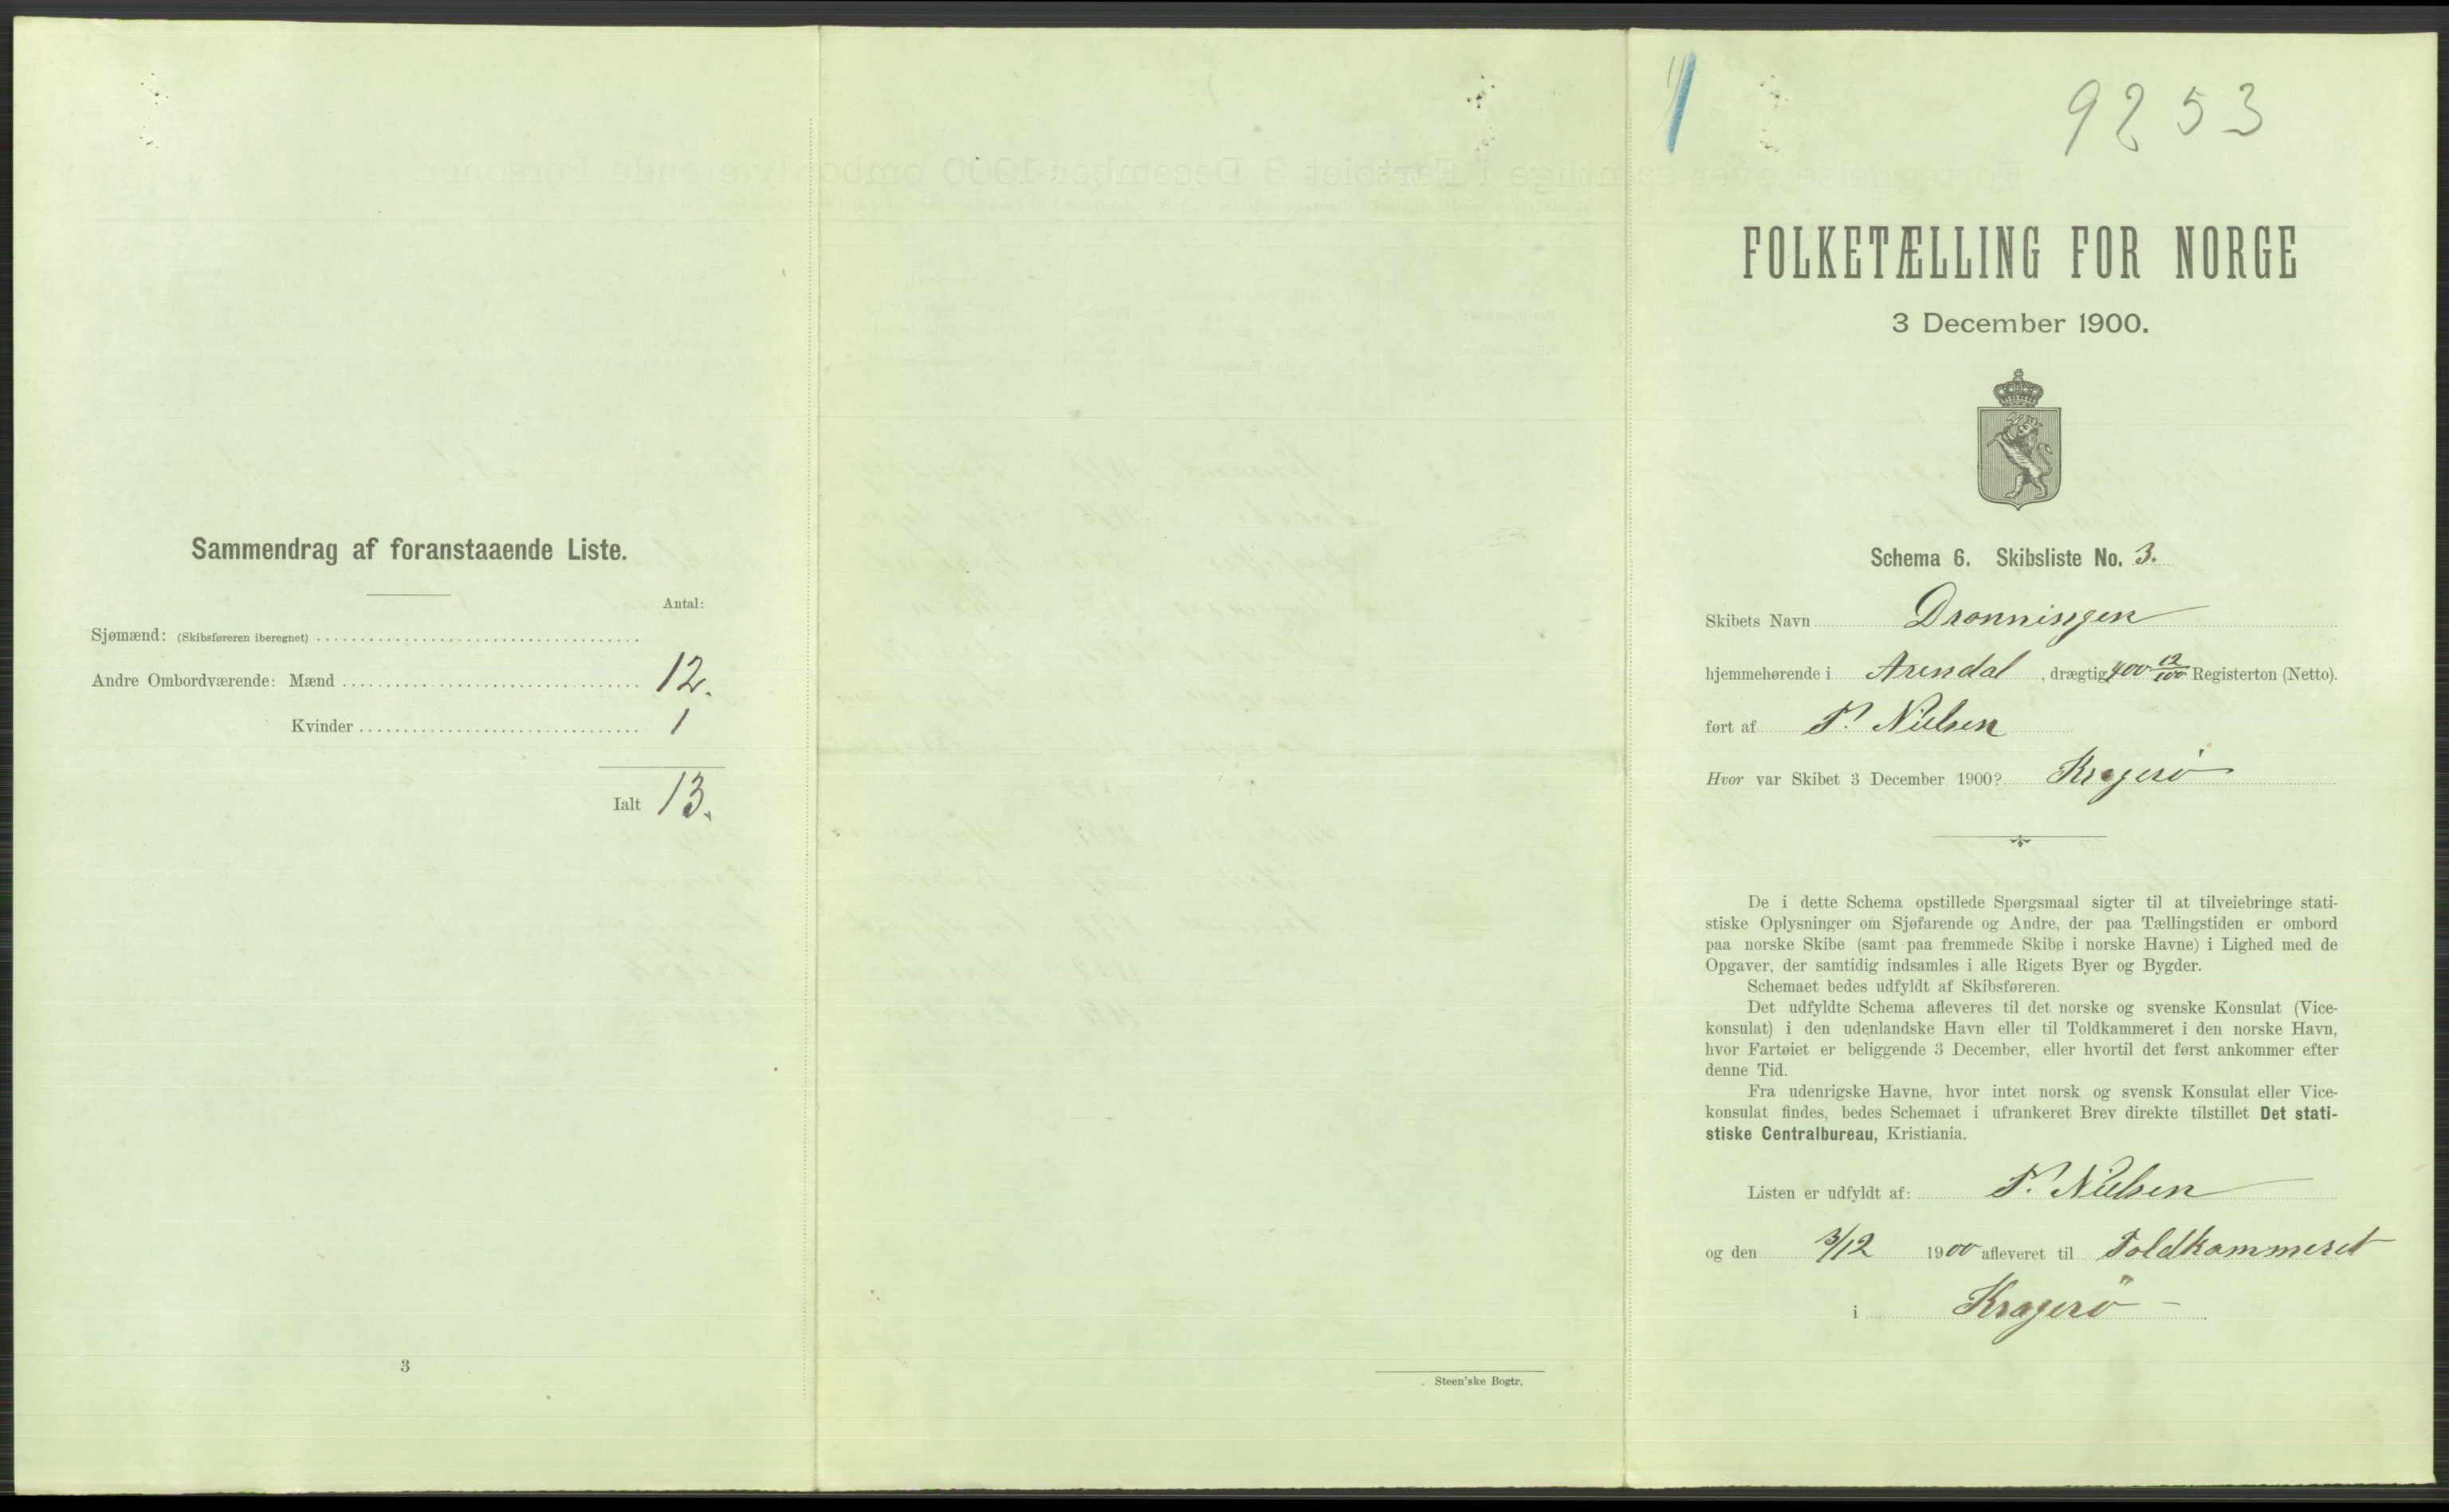 Sammendrag af foranstaaende Liste.
Antal:
Sjømænd: (Skibsføreren iberegnet)
Andre Ombordværende: Mænd 12.
Kvinder 1
Ialt 13.
3
Steen'ske Bogtr.
9253
FOLKETÆLLING FOR NORGE
3 December 1900.
Schema 6. Skibsliste No. 3.
Skibets Navn Dronningen
hjemmehørende i Arendal, drægtig 400 12/100 Registerton (Netto).
ført af T. Nielsen
Hvor var Skibet 3 December 1900? Kragerö
De i dette Schema opstillede Spørgsmaal sigter til at tilveiebringe stati-
stiske Oplysninger om Sjøfarende og Andre, der paa Tællingstiden er ombord
paa norske Skibe (samt paa fremmede Skibe i norske Havne) i Lighed med de
Opgaver, der samtidig indsamles i alle Rigets Byer og Bygder.
Schemaet bedes udfyldt af Skibsføreren.
Det udfyldte Schema afleveres til det norske og svenske Konsulat (Vice-
konsulat) i den udenlandske Havn eller til Toldkammeret i den norske Havn,
hvor Fartøiet er beliggende 3 December, eller hvortil det først ankommer efter
denne Tid.
Fra udenrigske Havne, hvor intet norsk og svensk Konsulat eller Vice-
konsulat findes, bedes Schemaet i ufrankeret Brev direkte tilstillet Det stati-
stiske Centralbureau, Kristiania.
Listen er udfyldt af: T. Nielsen
og den 3/12 1900 afleveret til Toldkammeret
i Kragerö